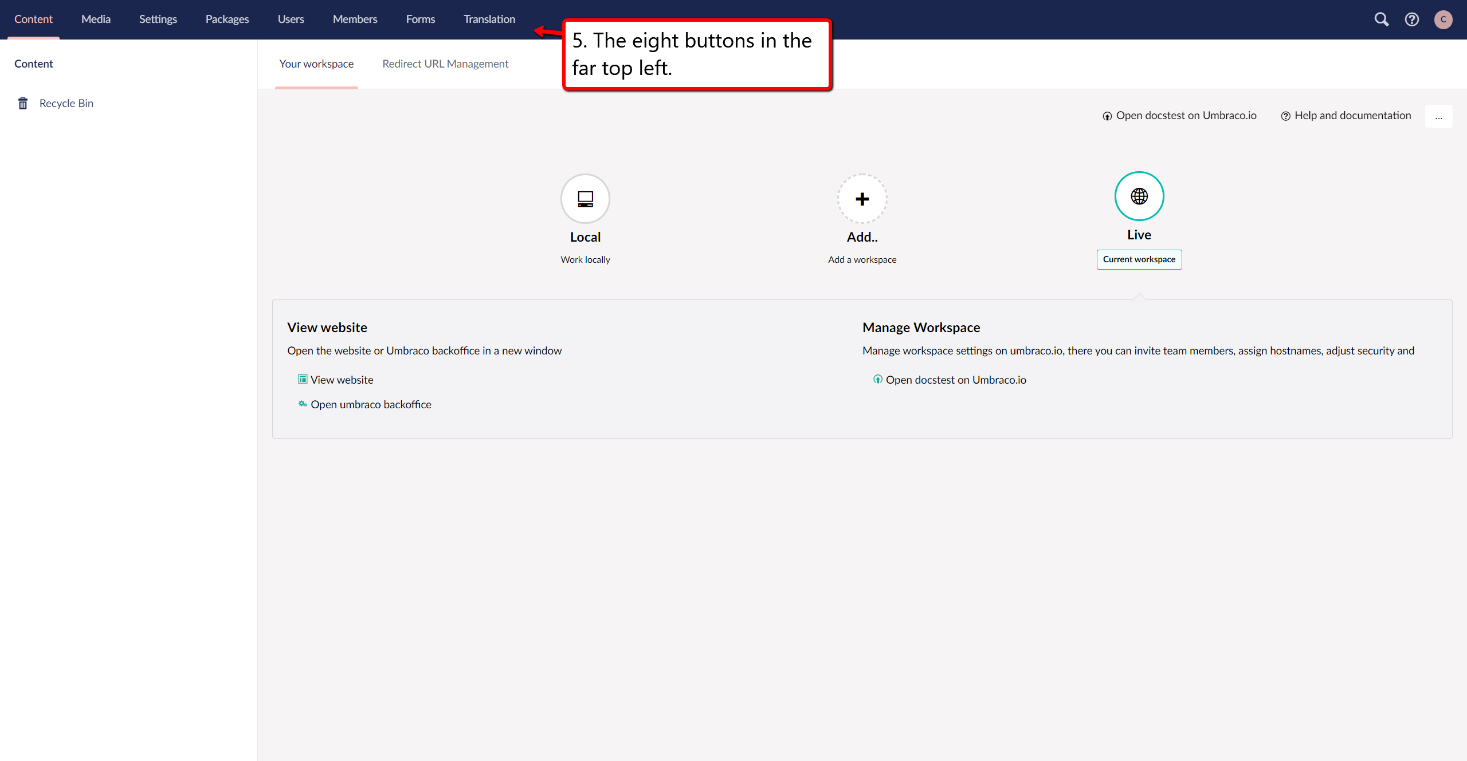 Content Media Settings Packages Users Members Forms Translation
C
5. The eight buttons in the
far top left.
Content
Your workspace Redirect URL Management
Recycle Bin
Open docstest on Umbraco.io Help and documentation ...
Local Add.. Live
Work locally Add a workspace Current workspace
View website
Open the website or Umbraco backoffice in a new window
View website
Open umbraco backoffice
Manage Workspace
Manage workspace settings on umbraco.io, there you can invite team members, assign hostnames, adjust security and
Open docstest on Umbraco.io